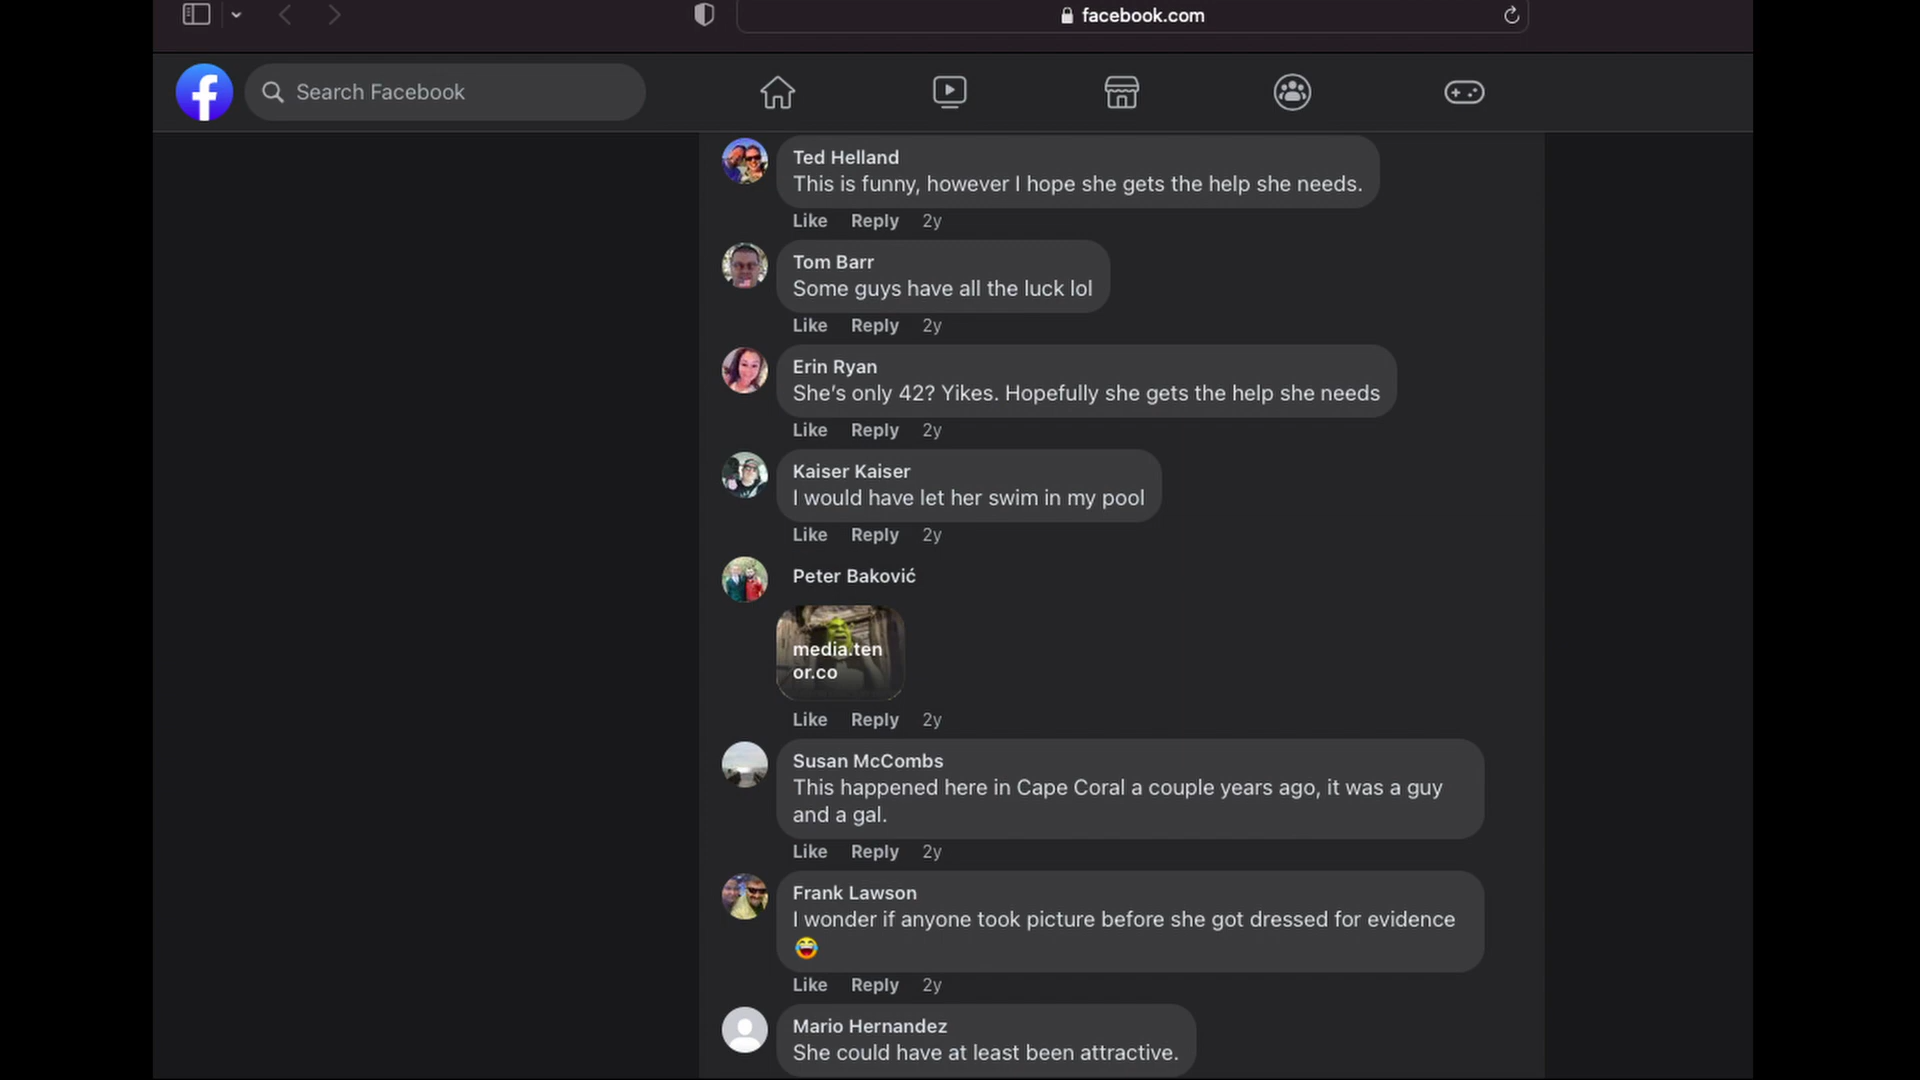 facebook.com
Search Facebook
Ted Helland
This is funny, however I hope she gets the help she needs.
Like Reply 2y
Tom Barr
Some guys have all the luck lol
Like Reply 2y
Erin Ryan
She's only 42? Yikes. Hopefully she gets the help she needs
Like Reply 2y
Kaiser Kaiser
I would have let her swim in my pool
Like Reply 2y
Peter Baković
media.ten
or.co
Like Reply 2y
Susan McCombs
This happened here in Cape Coral a couple years ago, it was a guy
and a gal.
Like Reply 2y
Frank Lawson
I wonder if anyone took picture before she got dressed for evidence
😂
Like Reply 2y
Mario Hernandez
She could have at least been attractive.